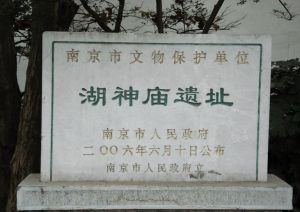 南京市文物保护单位
湖神庙遗址
南京市人民政府
二〇〇六年六月十日公布
南京市人民政府立